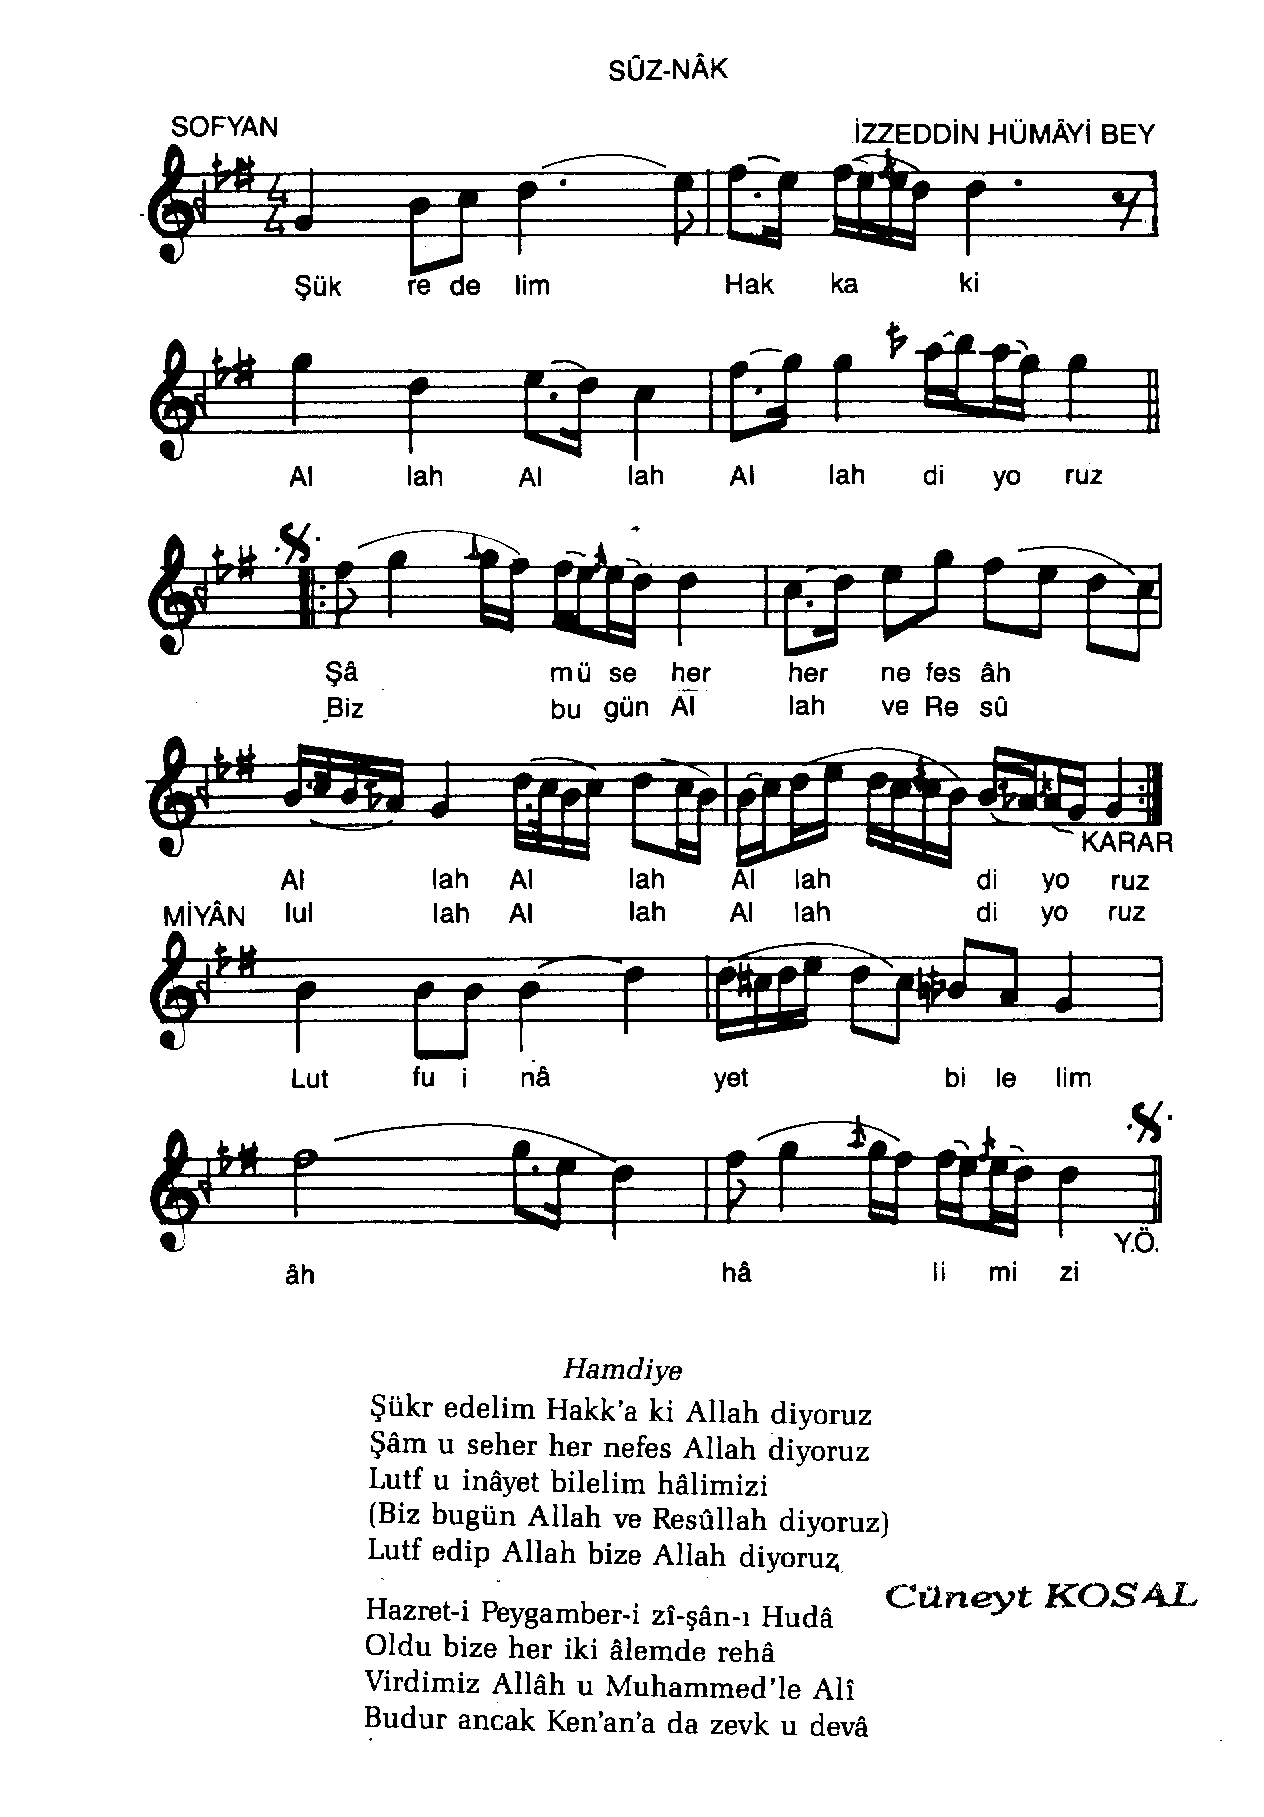 SÛZ-NÂK
SOFYAN
İZZEDDİN HÜMÂYİ BEY
Şük re de lim Hak ka ki
Al lah Al lah Al lah di yo ruz
Şâ mü se her her ne fes âh
Biz bu gün Al lah ve Re sû
KARAR
Al lah Al lah Al lah di yo ruz
MİYÂN lul lah Al lah Al lah di yo ruz
Lut fu i nâ yet bi le lim
Y.Ö.
âh hâ li mi zi
Hamdiye
Şükr edelim Hakk'a ki Allah diyoruz
Şâm u seher her nefes Allah diyoruz
Lutf u inâyet bilelim hâlimizi
(Biz bugün Allah ve Resûllah diyoruz)
Lutf edip Allah bize Allah diyoruz
Cüneyt KOSAL
Hazret-i Peygamber-i zî-şân-ı Hudâ
Oldu bize her iki âlemde rehâ
Virdimiz Allâh u Muhammed'le Alî
Budur ancak Ken'an'a da zevk u devâ